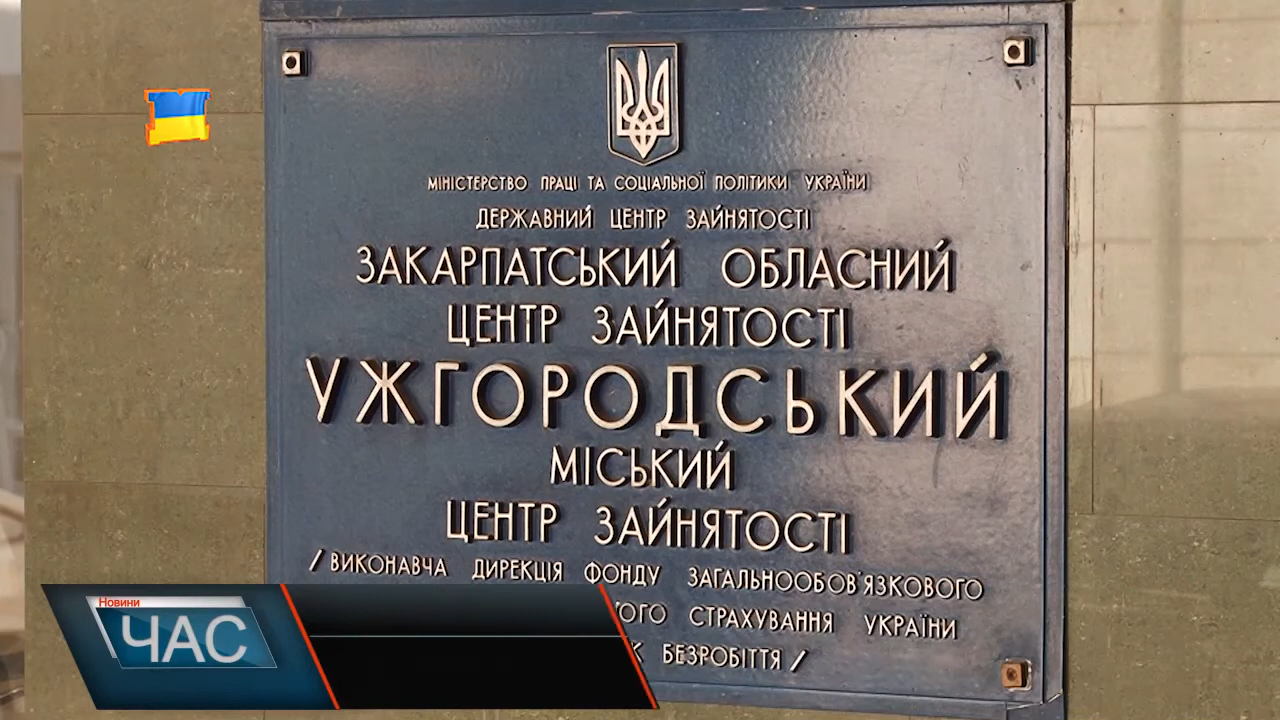 МІНІСТЕРСТВО ПРАЦІ ТА СОЦІАЛЬНОЇ ПОЛІТИКИ УКРАЇНИ
ДЕРЖАВНИЙ ЦЕНТР ЗАЙНЯТОСТІ
ЗАКАРПАТСЬКИЙ ОБЛАСНИЙ
ЦЕНТР ЗАЙНЯТОСТІ
УЖГОРОДСЬКИЙ
МІСЬКИЙ
ЦЕНТР ЗАЙНЯТОСТІ
/ ВИКОНАВЧА ДИРЕКЦІЯ ФОНДУ ЗАГАЛЬНООБОВ'ЯЗКОВОГО
СТРАХУВАННЯ УКРАЇНИ
БЕЗРОБІТТЯ /
Новини
ЧАС